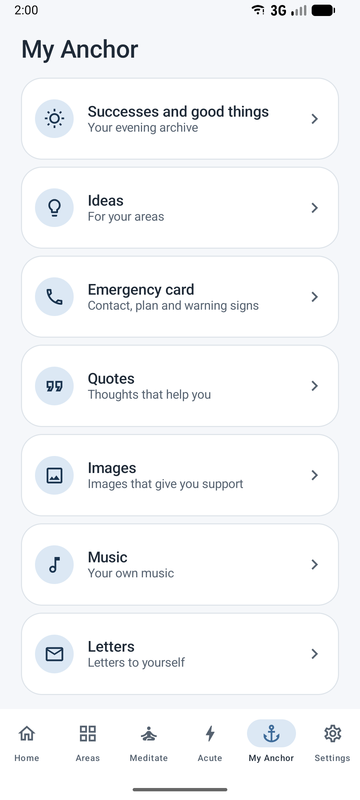 2:00
3G
My Anchor
Successes and good things
Your evening archive
Ideas
For your areas
Emergency card
Contact, plan and warning signs
Quotes
Thoughts that help you
Images
Images that give you support
Music
Your own music
Letters
Letters to yourself
Home Areas Meditate Acute My Anchor Settings